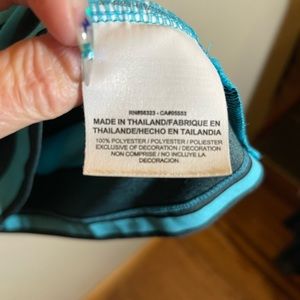 RN#56323 - CA#05553
MADE IN THAILAND/FABRIQUE EN
THAILANDE/HECHO EN TAILANDIA
100% POLYESTER / POLYESTER / POLIESTER
EXCLUSIVE OF DECORATION / DECORATION
NON COMPRISE / NO INCLUYE LA
DECORACION.